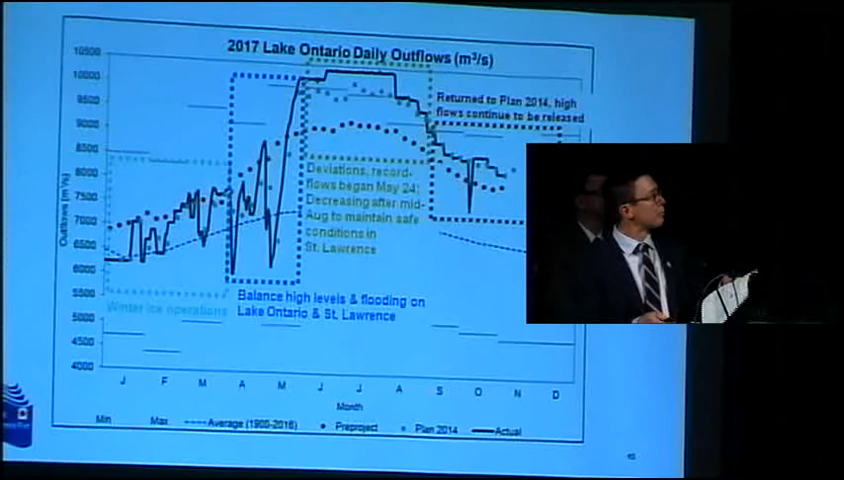 2017 Lake Ontario Daily Outflows (m³/s)
10500
10000
9500
9000
8500
8000
7500
7000
6500
6000
5500
5000
4500
4000
Outflows (m³/s)
Returned to Plan 2014, high
flows continue to be released
Deviations, record-
flows began May 24;
Decreasing after mid-
Aug to maintain safe
conditions in
St. Lawrence
Balance high levels & flooding on
Lake Ontario & St. Lawrence
Winter ice operations
J F M A M J J A S O N D
Month
Min Max Average (1900-2016) Preproject Plan 2014 Actual